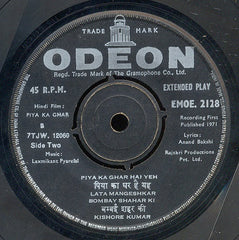 TRADE MARK
ODEON
Regd. Trade Mark of The Gramophone Co., Ltd.
45 R.P.M.
EXTENDED PLAY
Hindi Film:
PIYA KA GHAR
EMOE. 2128
B
Recording First
Published 1971
7TJW. 12060
Side Two
Lyrics:
Anand Bakshi
Music:
Laxmikant Pyarelal
Rajshri Productions
Pvt. Ltd.
PIYA KA GHAR HAI YEH
पिया का घर है यह
LATA MANGESHKAR
BOMBAY SHAHAR KI
बम्बई शहर की
KISHORE KUMAR